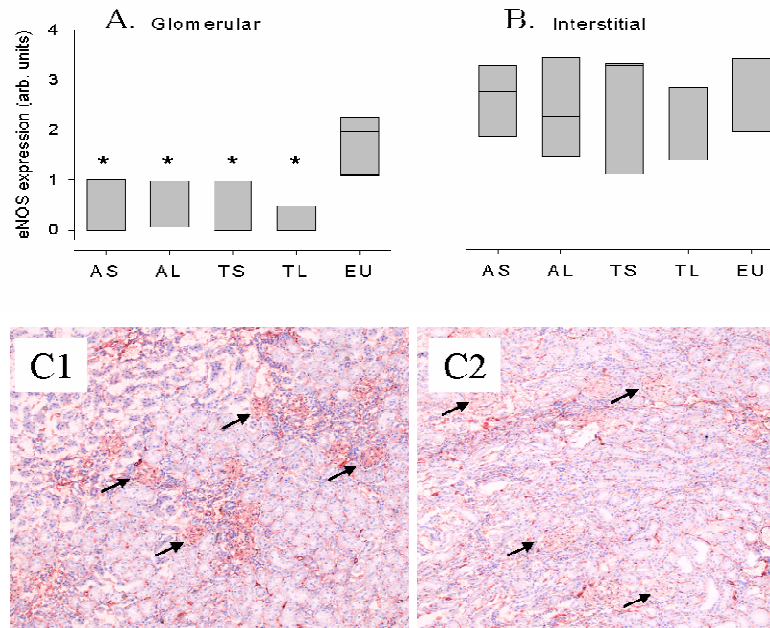 A. Glomerular
B. Interstitial
eNOS expression (arb. units)
4
3
2
1
0
* * * *
AS AL TS TL EU
AS AL TS TL EU
C1
C2